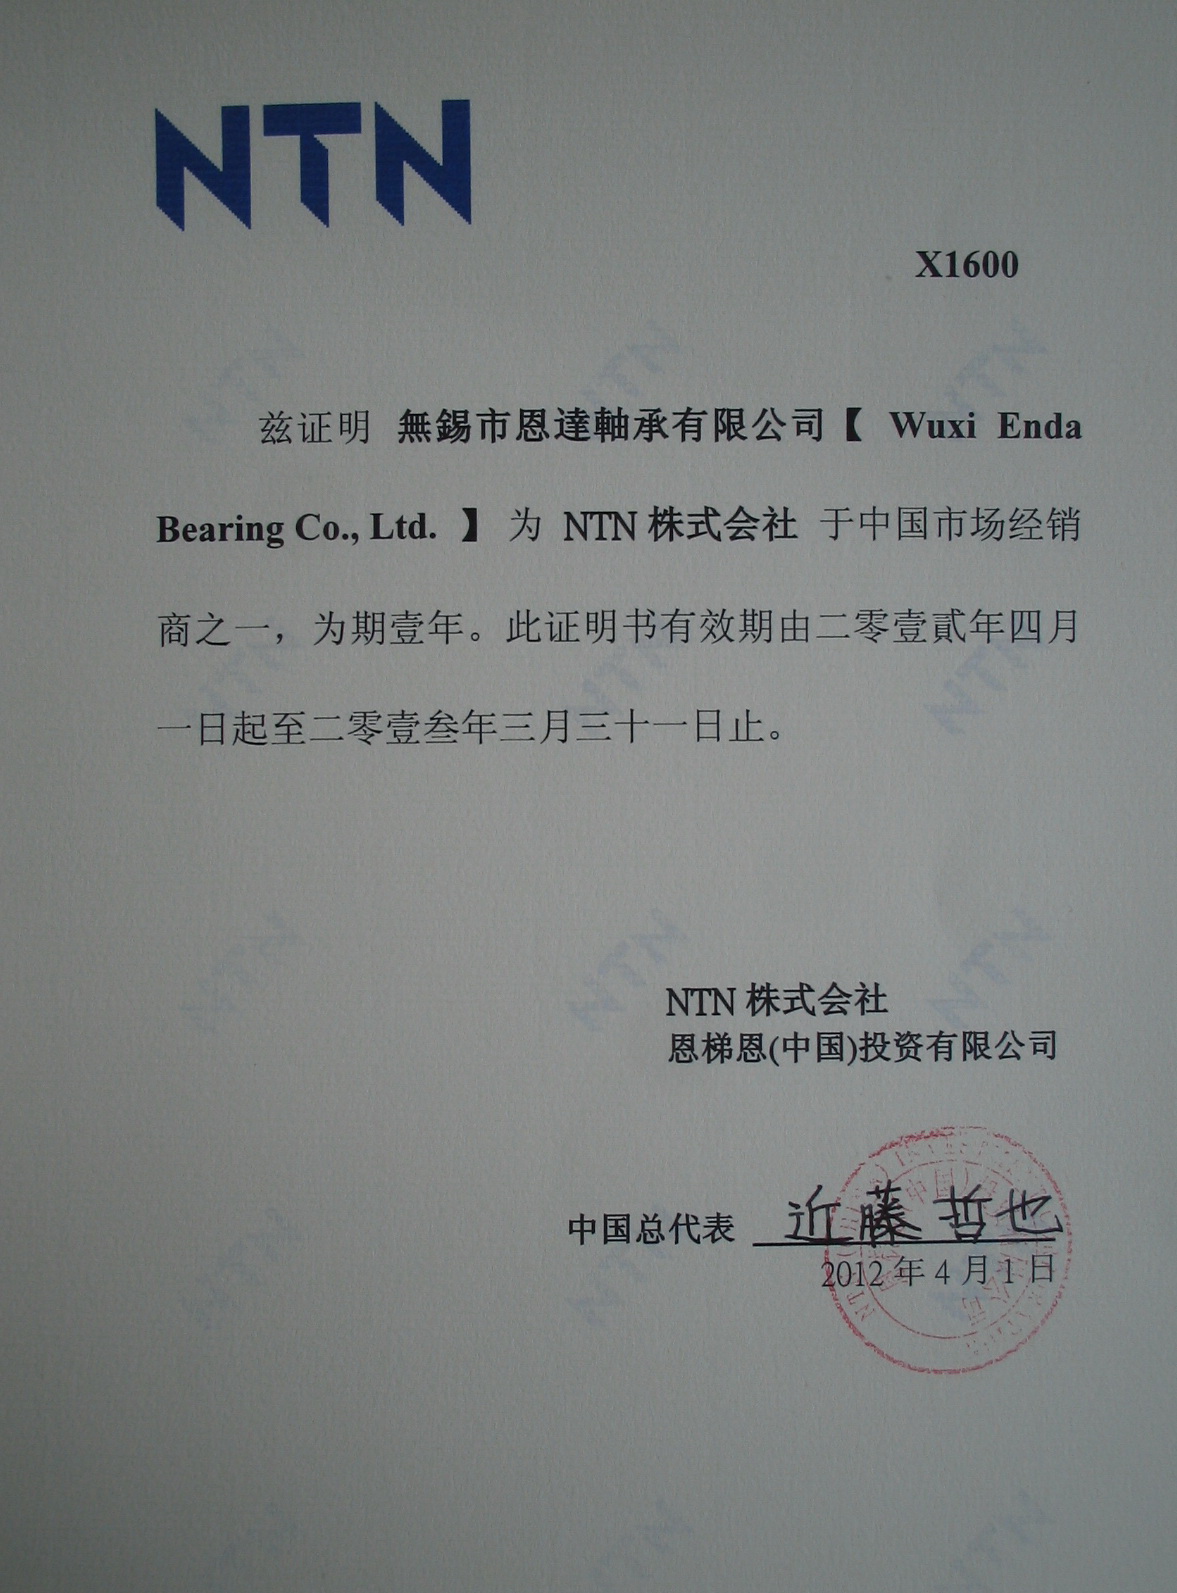 NTN
X1600
兹证明 無錫市恩達軸承有限公司【 Wuxi Enda
Bearing Co., Ltd. 】 为 NTN 株式会社 于中国市场经销
商之一，为期壹年。此证明书有效期由二零壹貳年四月
一日起至二零壹叁年三月三十一日止。
NTN 株式会社
恩梯恩(中国)投资有限公司
中国总代表 近藤哲也
2012 年 4 月 1 日